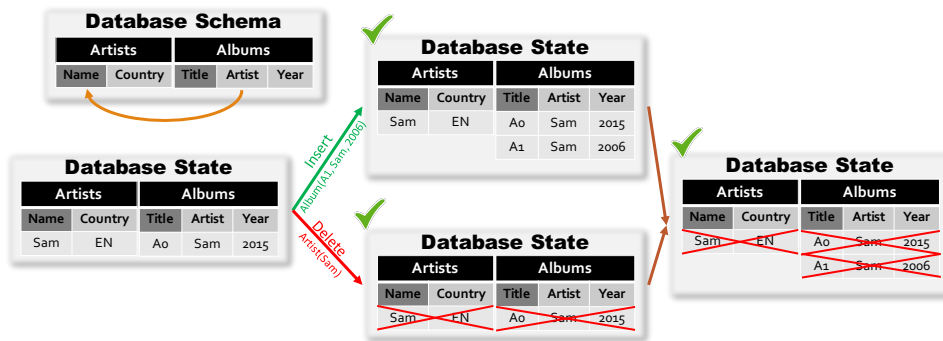 Database Schema
Artists Albums
Name Country Title Artist Year
Database State
Artists Albums
Name Country Title Artist Year
Sam EN A0 Sam 2015
Insert
Album(A1, Sam, 2006)
Delete
Artist(Sam)
Database State
Artists Albums
Name Country Title Artist Year
Sam EN A0 Sam 2015
A1 Sam 2006
Database State
Artists Albums
Name Country Title Artist Year
Sam EN A0 Sam 2015
Database State
Artists Albums
Name Country Title Artist Year
Sam EN A0 Sam 2015
A1 Sam 2006